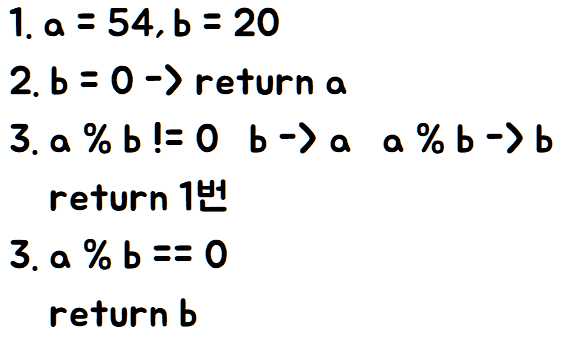 1. a = 54, b = 20
2. b = 0 -> return a
3. a % b != 0 b -> a a % b -> b
return 1번
3. a % b == 0
return b